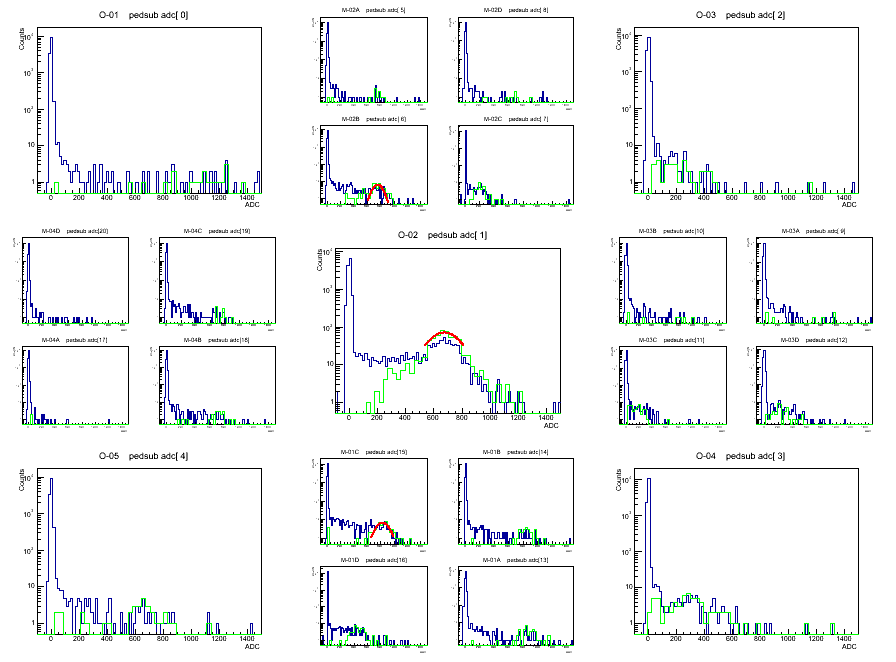 O-01 pedsub adc[ 0]
Counts
10⁴
10³
10²
10
1
0 200 400 600 800 1000 1200 1400
ADC
M-02A pedsub adc[ 5]
M-02D pedsub adc[ 8]
M-02B pedsub adc[ 6]
M-02C pedsub adc[ 7]
O-03 pedsub adc[ 2]
Counts
10⁴
10³
10²
10
1
0 200 400 600 800 1000 1200 1400
ADC
M-04D pedsub adc[20]
M-04C pedsub adc[19]
M-04A pedsub adc[17]
M-04B pedsub adc[18]
O-02 pedsub adc[ 1]
Counts
10⁴
10³
10²
10
1
0 200 400 600 800 1000 1200 1400
ADC
M-03B pedsub adc[10]
M-03A pedsub adc[ 9]
M-03C pedsub adc[11]
M-03D pedsub adc[12]
O-05 pedsub adc[ 4]
Counts
10⁴
10³
10²
10
1
0 200 400 600 800 1000 1200 1400
ADC
M-01C pedsub adc[15]
M-01B pedsub adc[14]
M-01D pedsub adc[16]
M-01A pedsub adc[13]
O-04 pedsub adc[ 3]
Counts
10⁴
10³
10²
10
1
0 200 400 600 800 1000 1200 1400
ADC